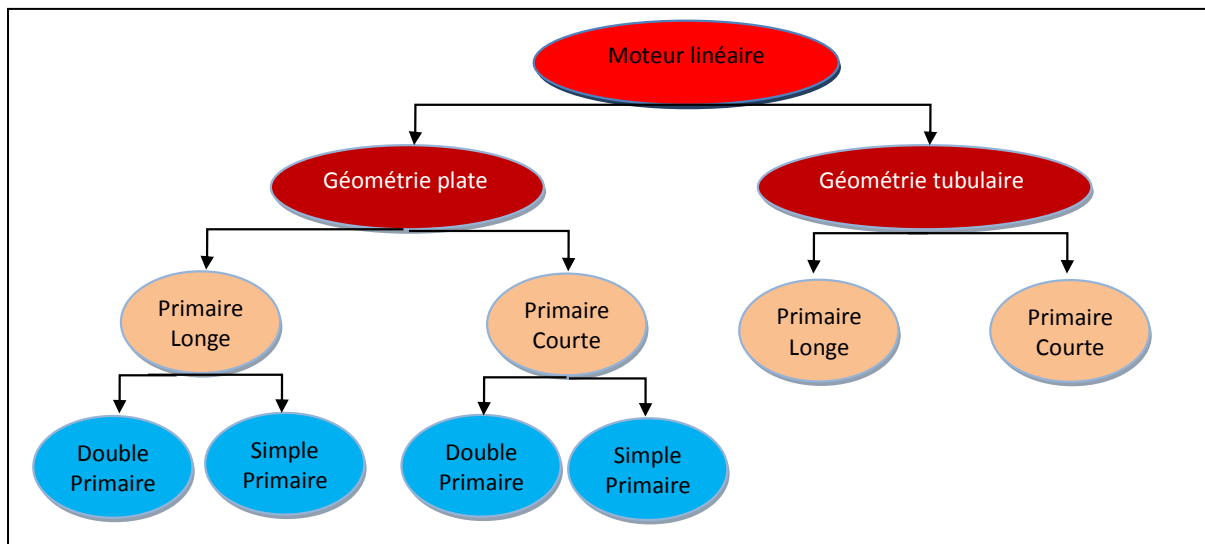 Moteur linéaire
Géométrie plate
Géométrie tubulaire
Primaire
Longe
Primaire
Courte
Primaire
Longe
Primaire
Courte
Double
Primaire
Simple
Primaire
Double
Primaire
Simple
Primaire